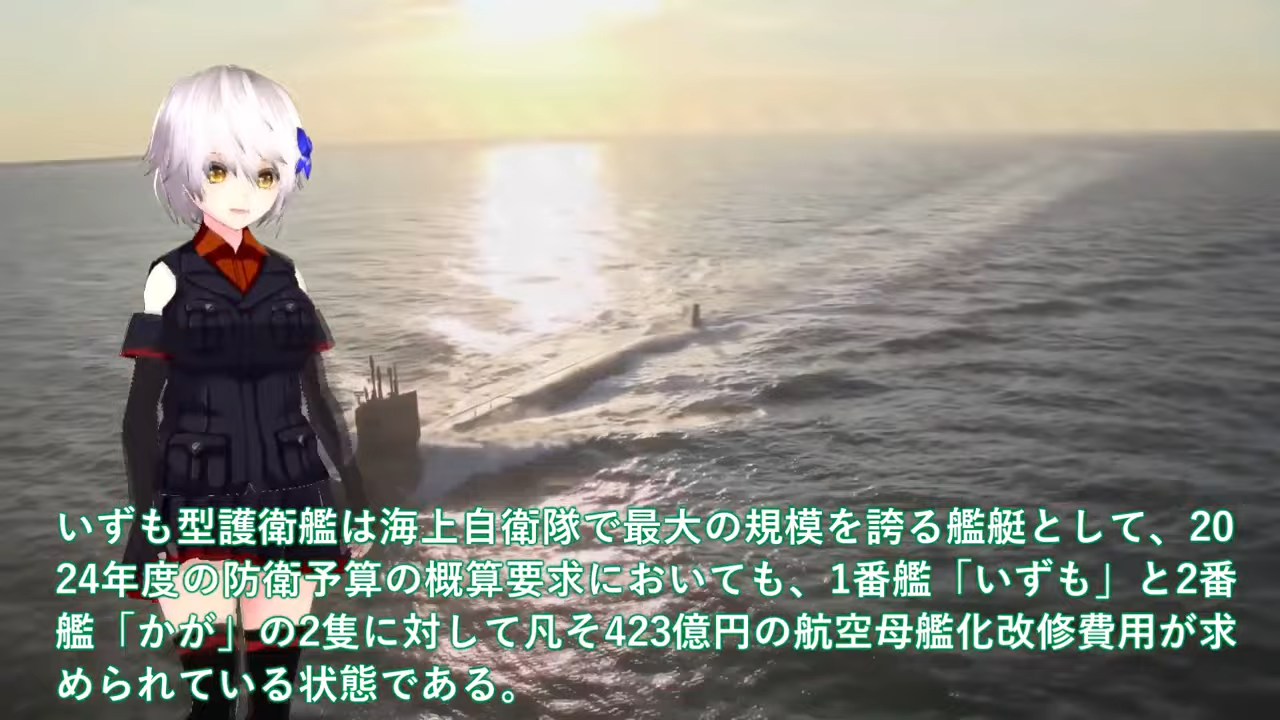 いずも型護衛艦は海上自衛隊で最大の規模を誇る艦艇として、20
24年度の防衛予算の概算要求においても、1番艦「いずも」と2番
艦「かが」の2隻に対して凡そ423億円の航空母艦化改修費用が求
められている状態である。